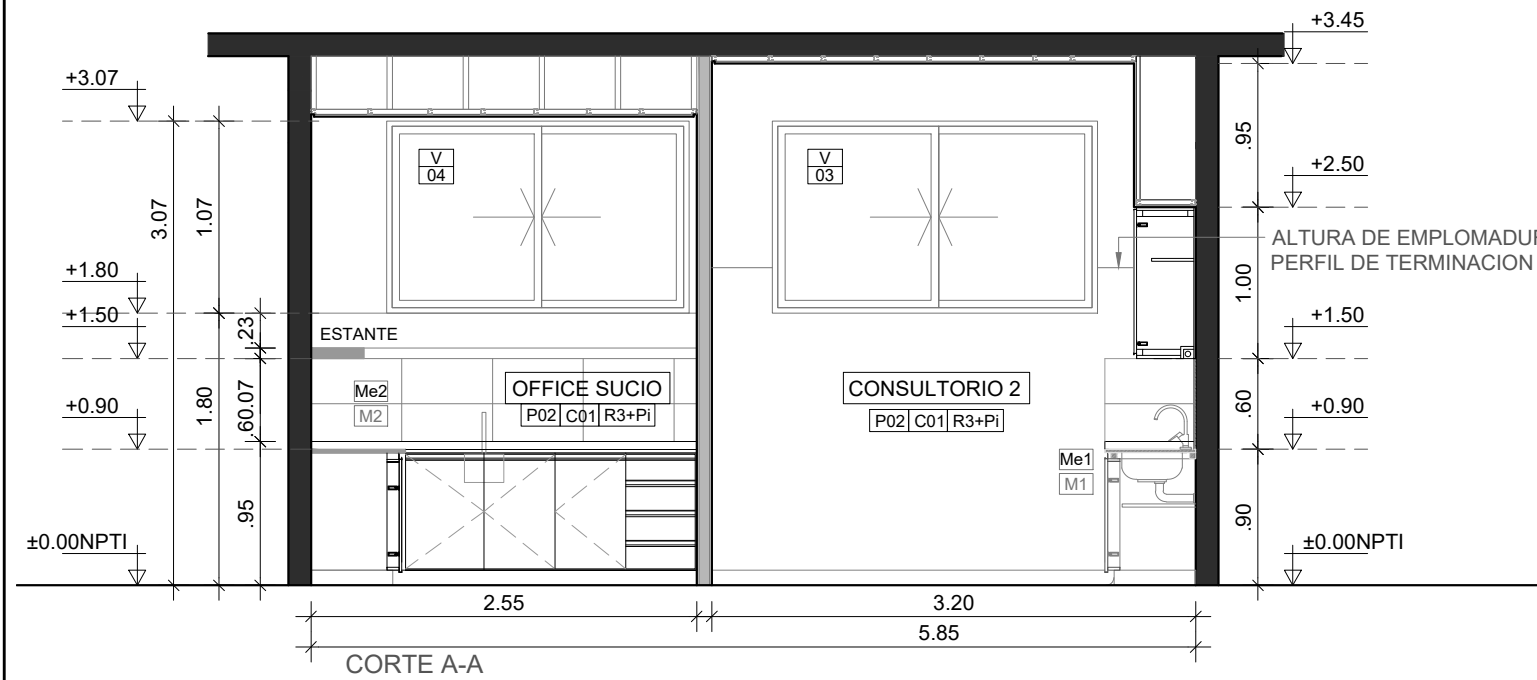 +3.45
+3.07
V
04
V
03
.95
+2.50
3.07
1.07
ALTURA DE EMPLOMADUR
PERFIL DE TERMINACION
+1.80
1.00
+1.50
.23
ESTANTE
+1.50
Me2
M2
OFFICE SUCIO
P02 C01 R3+Pi
CONSULTORIO 2
P02 C01 R3+Pi
+0.90
1.80
.60
.07
.60
+0.90
Me1
M1
.95
.90
±0.00NPTI
±0.00NPTI
2.55
3.20
5.85
CORTE A-A